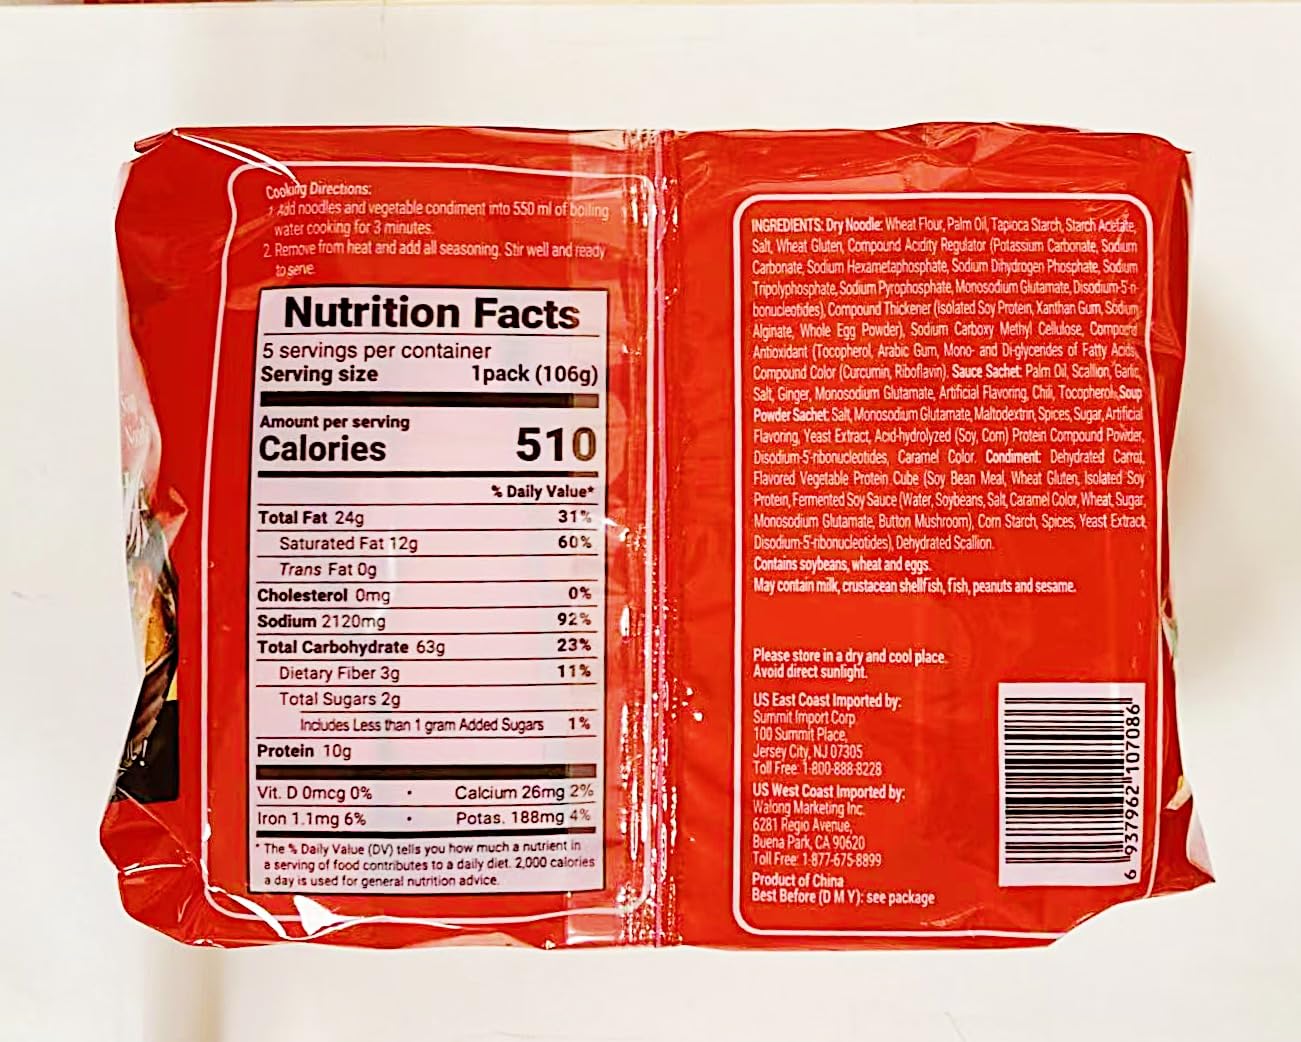 Cooking Directions:
1. Add noodles and vegetable condiment into 550 ml of boiling
water cooking for 3 minutes.
2. Remove from heat and add all seasoning. Stir well and ready
to serve.
Nutrition Facts
5 servings per container
Serving size 1pack (106g)
Amount per serving
Calories 510
% Daily Value*
Total Fat 24g 31%
Saturated Fat 12g 60%
Trans Fat 0g
Cholesterol 0mg 0%
Sodium 2120mg 92%
Total Carbohydrate 63g 23%
Dietary Fiber 3g 11%
Total Sugars 2g
Includes Less than 1 gram Added Sugars 1%
Protein 10g
Vit. D 0mcg 0% • Calcium 26mg 2%
Iron 1.1mg 6% • Potas. 188mg 4%
* The % Daily Value (DV) tells you how much a nutrient in
a serving of food contributes to a daily diet. 2,000 calories
a day is used for general nutrition advice.
INGREDIENTS: Dry Noodle: Wheat Flour, Palm Oil, Tapioca Starch, Starch Acetate,
Salt, Wheat Gluten, Compound Acidity Regulator (Potassium Carbonate, Sodium
Carbonate, Sodium Hexametaphosphate, Sodium Dihydrogen Phosphate, Sodium
Tripolyphosphate, Sodium Pyrophosphate, Monosodium Glutamate, Disodium-5'-ri-
bonucleotides), Compound Thickener (Isolated Soy Protein, Xanthan Gum, Sodium
Alginate, Whole Egg Powder), Sodium Carboxy Methyl Cellulose, Compound
Antioxidant (Tocopherol, Arabic Gum, Mono- and Di-glycerides of Fatty Acids,
Compound Color (Curcumin, Riboflavin). Sauce Sachet: Palm Oil, Scallion, Garlic,
Salt, Ginger, Monosodium Glutamate, Artificial Flavoring, Chili, Tocopherol. Soup
Powder Sachet: Salt, Monosodium Glutamate, Maltodextrin, Spices, Sugar, Artificial
Flavoring, Yeast Extract, Acid-hydrolyzed (Soy, Corn) Protein Compound Powder,
Disodium-5'-ribonucleotides, Caramel Color. Condiment: Dehydrated Carrot,
Flavored Vegetable Protein Cube (Soy Bean Meal, Wheat Gluten, Isolated Soy
Protein, Fermented Soy Sauce (Water, Soybeans, Salt, Caramel Color, Wheat, Sugar,
Monosodium Glutamate, Button Mushroom), Corn Starch, Spices, Yeast Extract,
Disodium-5'-ribonucleotides), Dehydrated Scallion.
Contains soybeans, wheat and eggs.
May contain milk, crustacean shellfish, fish, peanuts and sesame.
Please store in a dry and cool place.
Avoid direct sunlight.
US East Coast Imported by:
Summit Import Corp.
100 Summit Place,
Jersey City, NJ 07305
Toll Free: 1-800-888-8228
US West Coast Imported by:
Walong Marketing Inc.
6281 Regio Avenue,
Buena Park, CA 90620
Toll Free: 1-877-675-8899
Product of China
Best Before (D M Y): see package
6 937962 107086